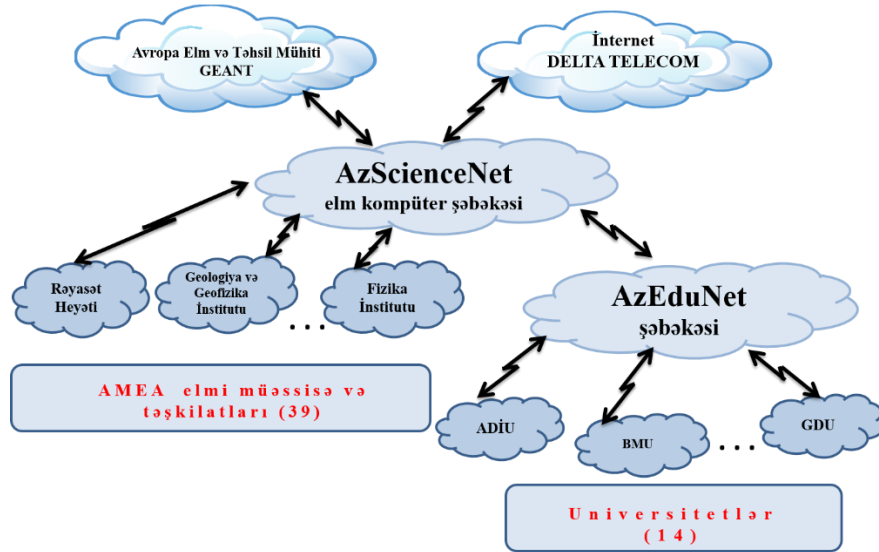 Avropa Elm və Təhsil Mühiti
GEANT
İnternet
DELTA TELECOM
AzScienceNet
elm kompüter şəbəkəsi
Rəyasət
Heyəti
Geologiya və
Geofizika
İnstitutu
. . .
Fizika
İnstitutu
AzEduNet
şəbəkəsi
AMEA elmi müəssisə və
təşkilatları (39)
ADİU
BMU
. . .
GDU
Universitetlər
(14)